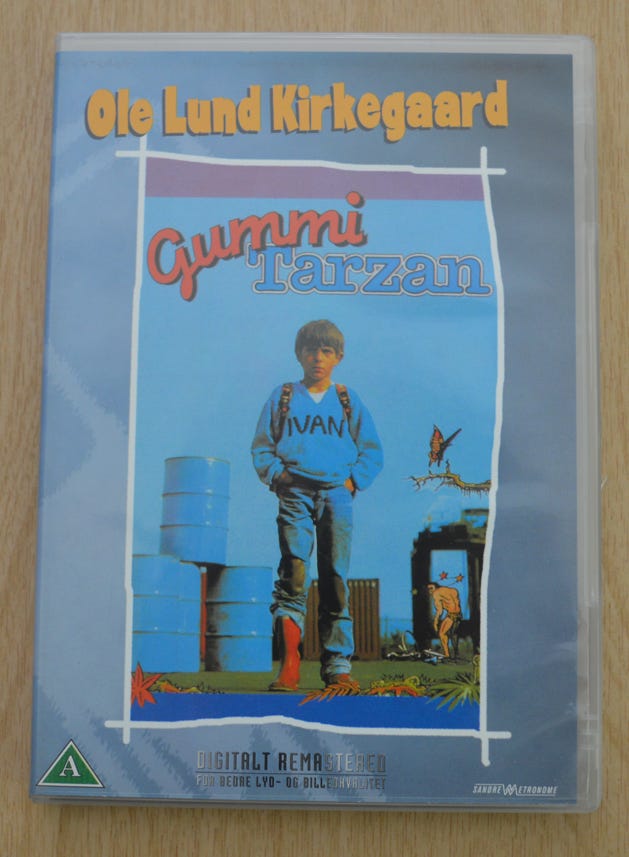 Ole Lund Kirkegaard
Gummi
Tarzan
IVAN
DIGITALT REMASTERED
FOR BEDRE LYD- OG BILLEDKVALITET
A
SANDREW METRONOME